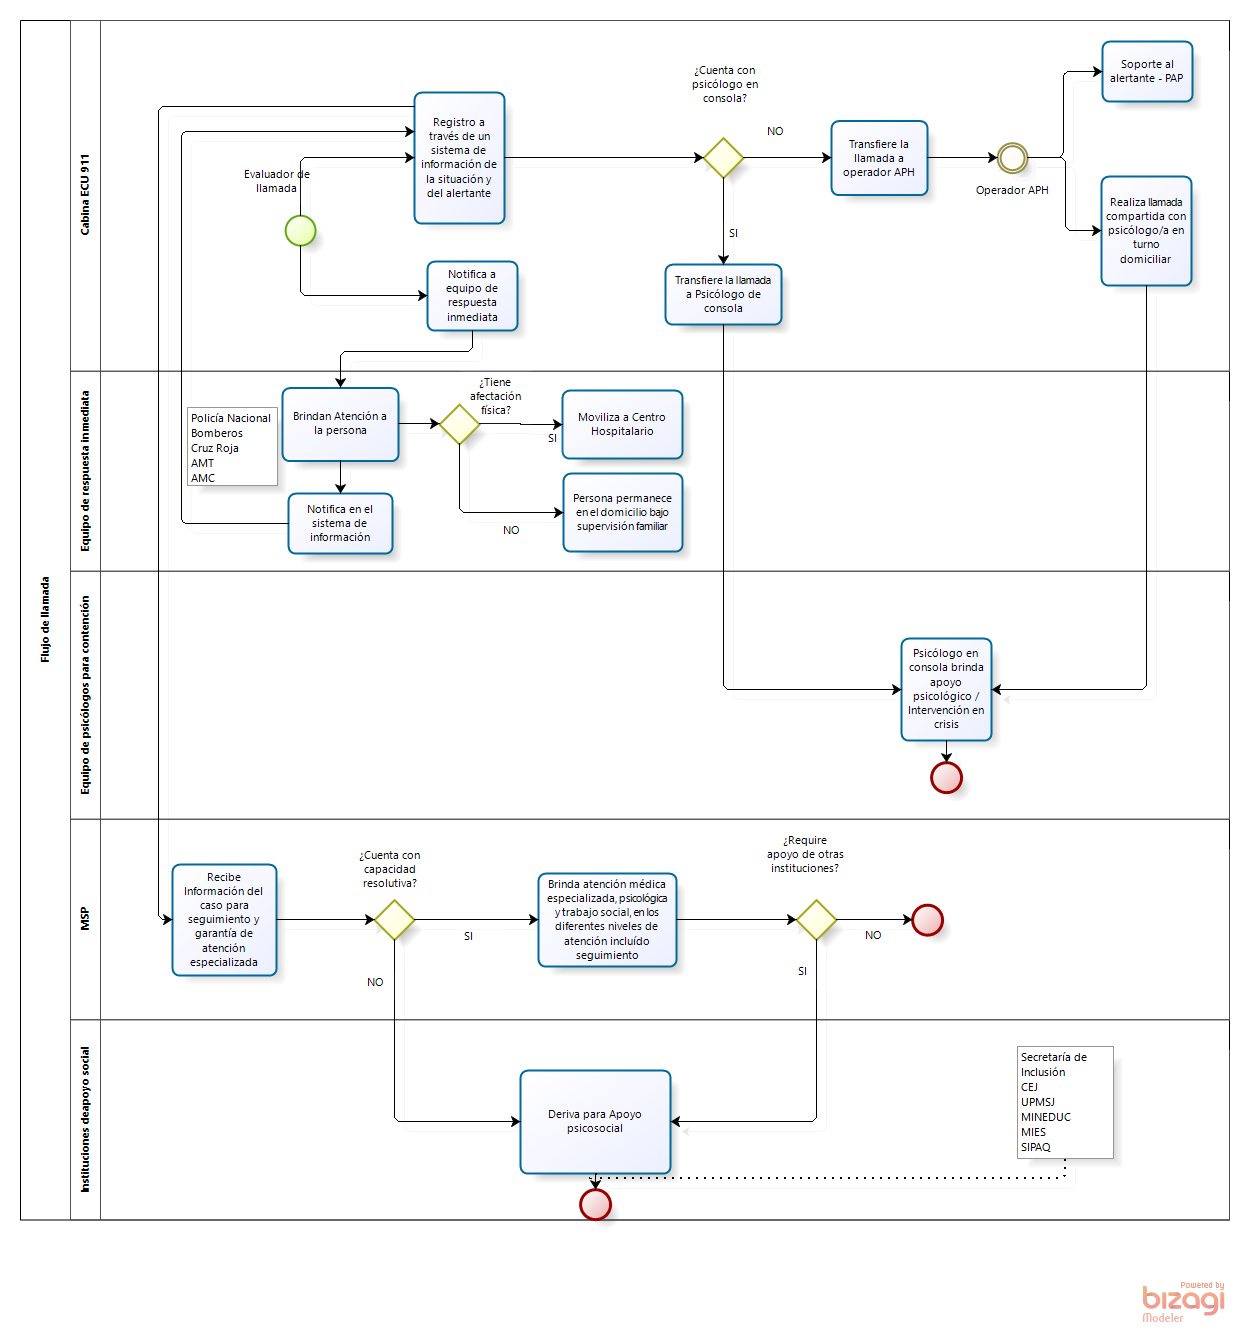 Flujo de llamada
Cabina ECU 911
Evaluador de
llamada
Registro a
través de un
sistema de
información de
la situación y
del alertante
Notifica a
equipo de
respuesta
inmediata
¿Cuenta con
psicólogo en
consola?
NO
SI
Transfiere la
llamada a
operador APH
Operador APH
Soporte al
alertante - PAP
Realiza llamada
compartida con
psicólogo/a en
turno
domiciliar
Transfiere la llamada
a Psicólogo de
consola
Equipo de respuesta inmediata
Policía Nacional
Bomberos
Cruz Roja
AMT
AMC
Brindan Atención a
la persona
¿Tiene
afectación
física?
SI
NO
Moviliza a Centro
Hospitalario
Persona permanece
en el domicilio bajo
supervisión familiar
Notifica en el
sistema de
información
Equipo de psicólogos para contención
Psicólogo en
consola brinda
apoyo
psicológico /
Intervención en
crisis
MSP
Recibe
Información del
caso para
seguimiento y
garantía de
atención
especializada
¿Cuenta con
capacidad
resolutiva?
SI
NO
Brinda atención médica
especializada, psicológica
y trabajo social, en los
diferentes niveles de
atención incluído
seguimiento
¿Require
apoyo de otras
instituciones?
NO
SI
Instituciones deapoyo social
Deriva para Apoyo
psicosocial
Secretaría de
Inclusión
CEJ
UPMSJ
MINEDUC
MIES
SIPAQ
Powered by
bizagi
Modeler